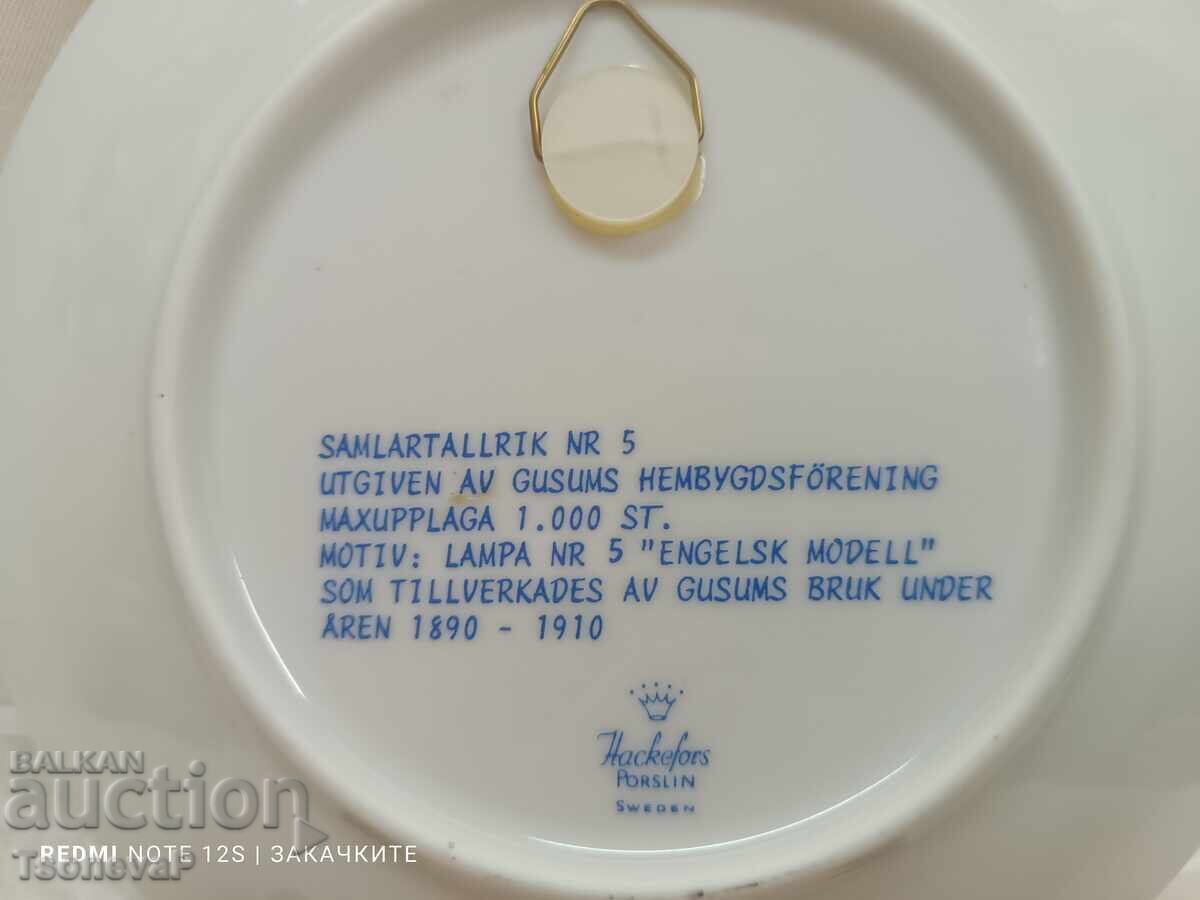 SAMLARTALLRIK NR 5
UTGIVEN AV GUSUMS HEMBYGDSFÖRENING
MAXUPPLAGA 1.000 ST.
MOTIV: LAMPA NR 5 "ENGELSK MODELL"
SOM TILLVERKADES AV GUSUMS BRUK UNDER
ÅREN 1890 - 1910
Hackefors
PORSLIN
SWEDEN
BALKAN
auction
REDMI NOTE 12S | ЗАКАЧКИТЕ
TsonevaP